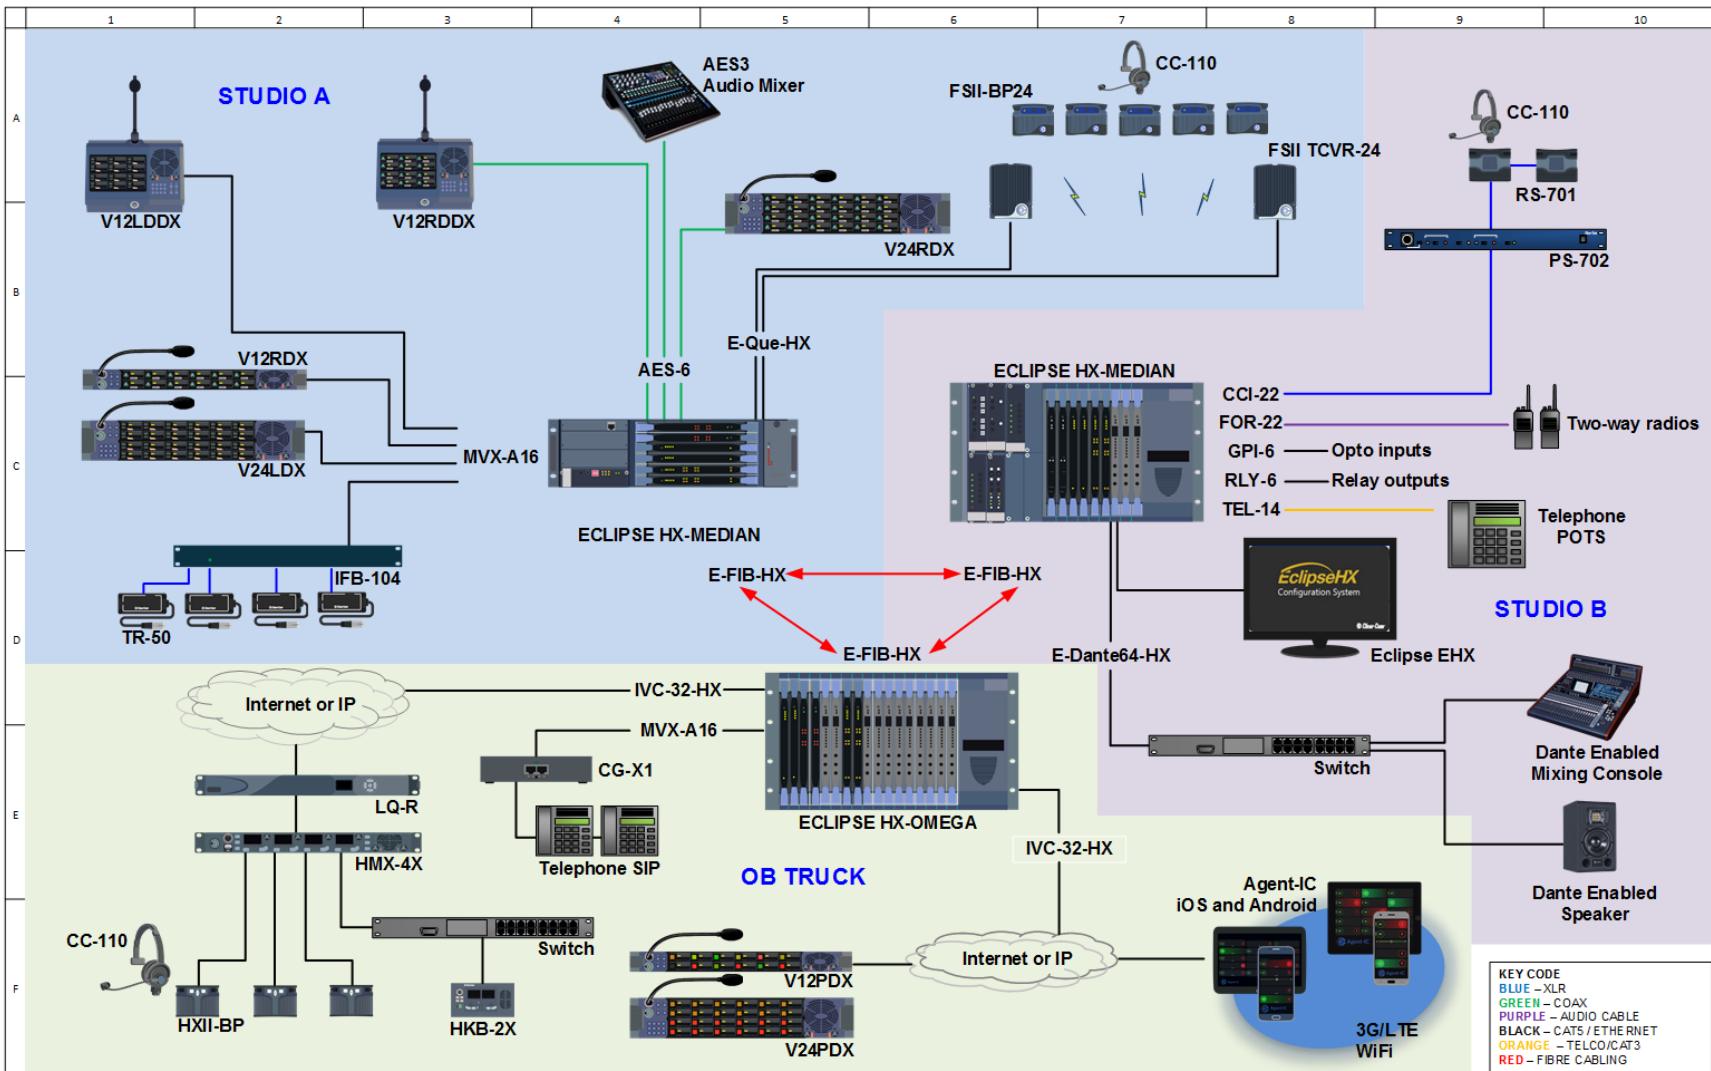 1 2 3 4 5 6 7 8 9 10
A
B
C
D
E
F
STUDIO A
V12LDDX
V12RDDX
AES3
Audio Mixer
CC-110
FSII-BP24
FSII TCVR-24
V24RDX
CC-110
RS-701
PS-702
E-Que-HX
AES-6
V12RDX
V24LDX
MVX-A16
ECLIPSE HX-MEDIAN
ECLIPSE HX-MEDIAN
CCI-22
FOR-22
Two-way radios
GPI-6
Opto inputs
RLY-6
Relay outputs
TEL-14
Telephone
POTS
IFB-104
TR-50
E-FIB-HX
E-FIB-HX
E-FIB-HX
EclipseHX
Configuration System
Clear-Com
Eclipse EHX
STUDIO B
E-Dante64-HX
Switch
Dante Enabled
Mixing Console
Dante Enabled
Speaker
Internet or IP
IVC-32-HX
MVX-A16
CG-X1
Telephone SIP
ECLIPSE HX-OMEGA
IVC-32-HX
LQ-R
HMX-4X
OB TRUCK
CC-110
HXII-BP
Switch
HKB-2X
V12PDX
V24PDX
Internet or IP
Agent-IC
iOS and Android
Agent-IC
3G/LTE
WiFi
KEY CODE
BLUE – XLR
GREEN – COAX
PURPLE – AUDIO CABLE
BLACK – CAT5 / ETHERNET
ORANGE – TELCO/CAT3
RED – FIBRE CABLING